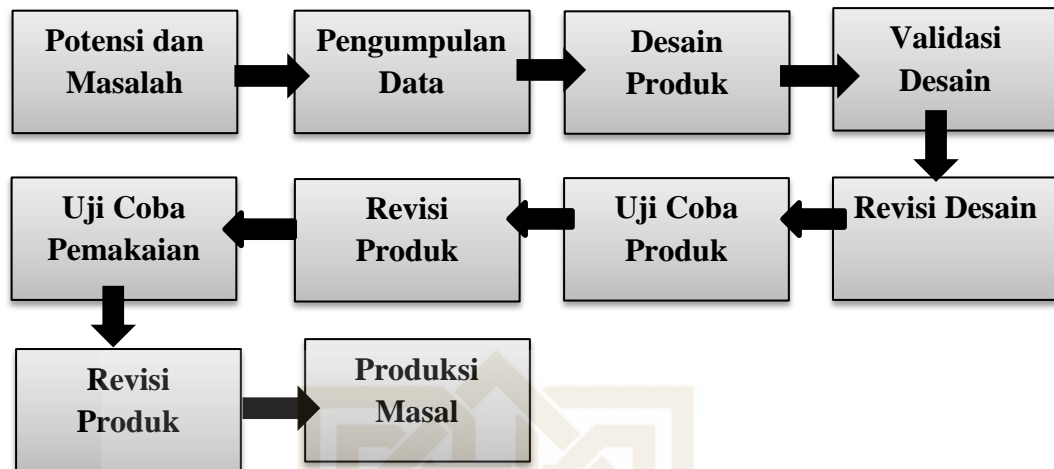 Potensi dan
Masalah
Pengumpulan
Data
Desain
Produk
Validasi
Desain
Revisi Desain
Uji Coba
Produk
Revisi
Produk
Uji Coba
Pemakaian
Revisi
Produk
Produksi
Masal